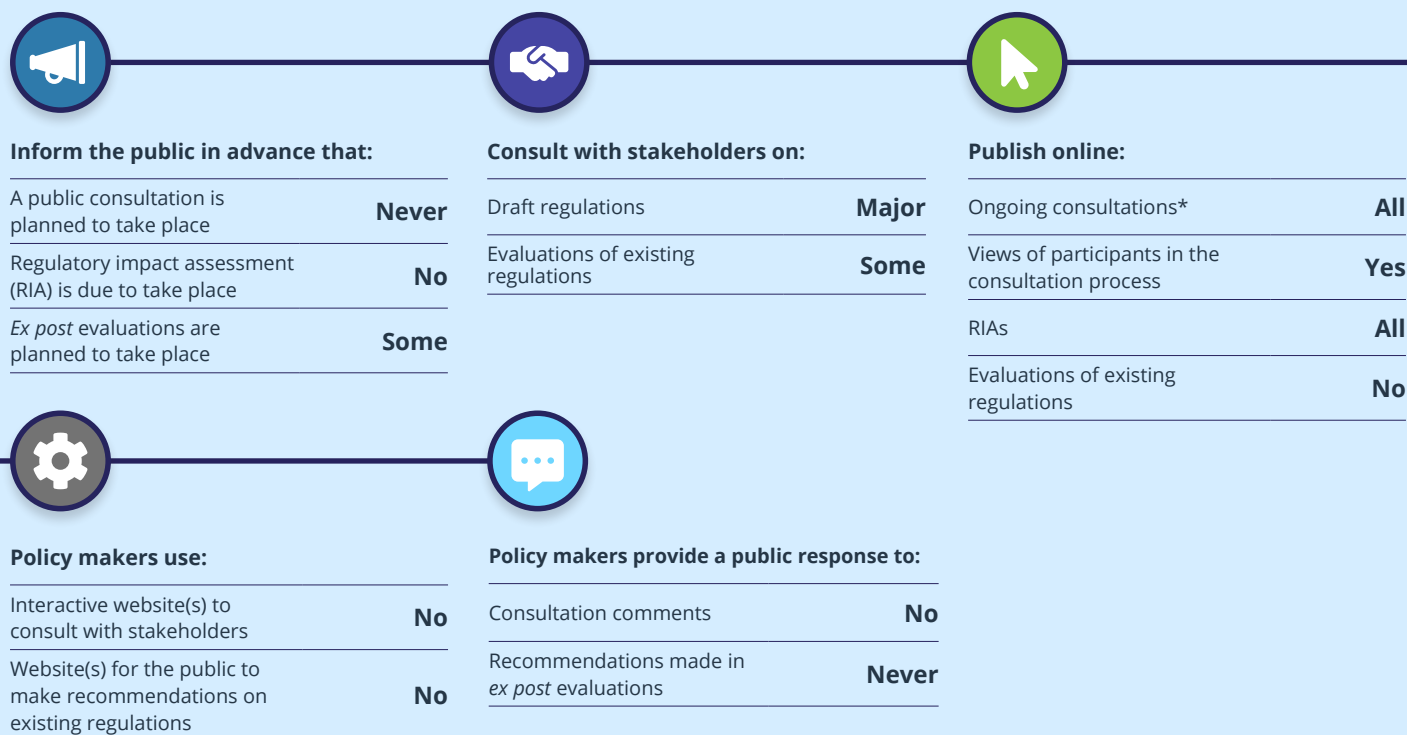 Inform the public in advance that:
A public consultation is
planned to take place
Never
Regulatory impact assessment
(RIA) is due to take place
No
Ex post evaluations are
planned to take place
Some
Consult with stakeholders on:
Draft regulations
Major
Evaluations of existing
regulations
Some
Publish online:
Ongoing consultations*
All
Views of participants in the
consultation process
Yes
RIAs
All
Evaluations of existing
regulations
No
Policy makers use:
Interactive website(s) to
consult with stakeholders
No
Website(s) for the public to
make recommendations on
existing regulations
No
Policy makers provide a public response to:
Consultation comments
No
Recommendations made in
ex post evaluations
Never